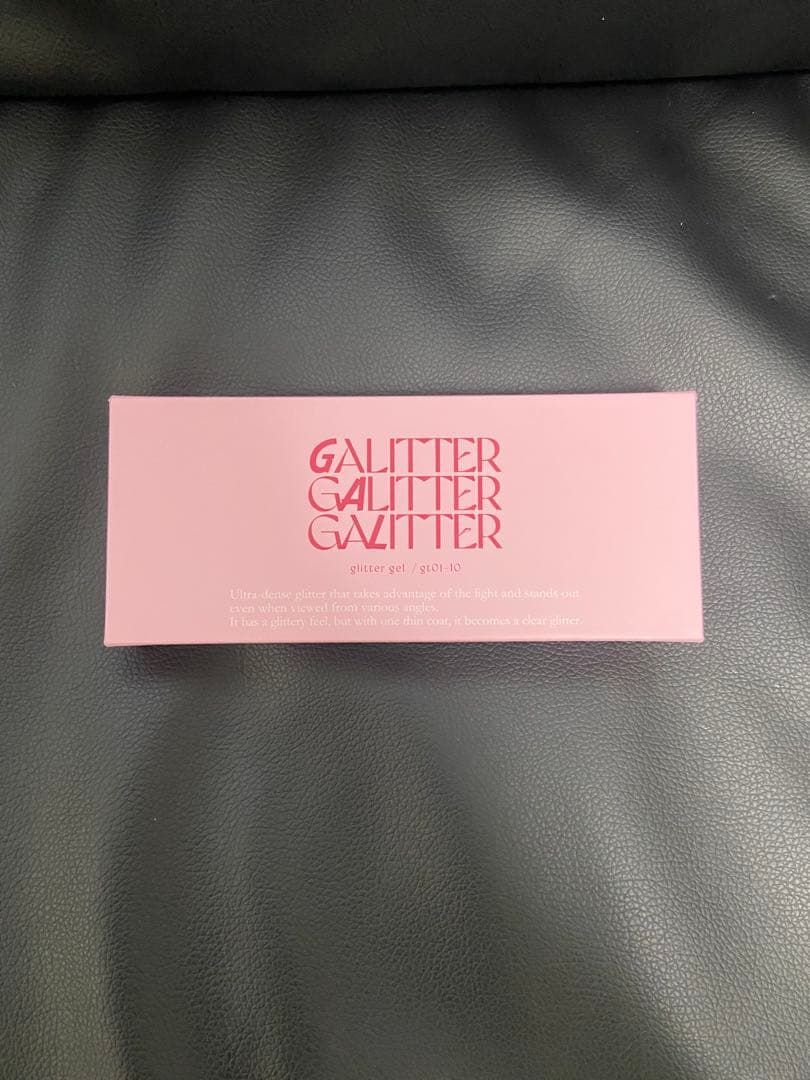 GALITTER
GALITTER
GALITTER
glitter gel / gt01-10
Ultra-dense glitter that takes advantage of the light and stands out
even when viewed from various angles.
It has a glittery feel, but with one thin coat, it becomes a clear glitter.